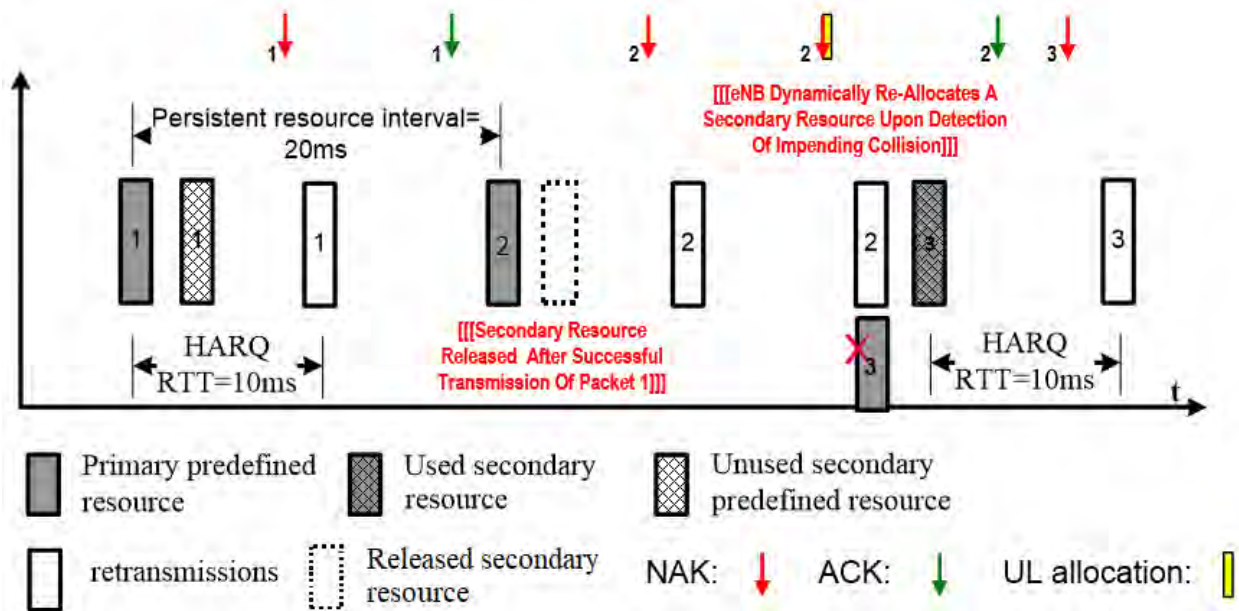 1
1
2
2
2
3
[[[eNB Dynamically Re-Allocates A
Secondary Resource Upon Detection
Of Impending Collision]]]
Persistent resource interval=
20ms
1
1
1
2
2
2
3
3
[[[Secondary Resource
Released After Successful
Transmission Of Packet 1]]]
HARQ
RTT=10ms
X
3
HARQ
RTT=10ms
t
Primary predefined
resource
Used secondary
resource
Unused secondary
predefined resource
retransmissions
Released secondary
resource
NAK:
ACK:
UL allocation: